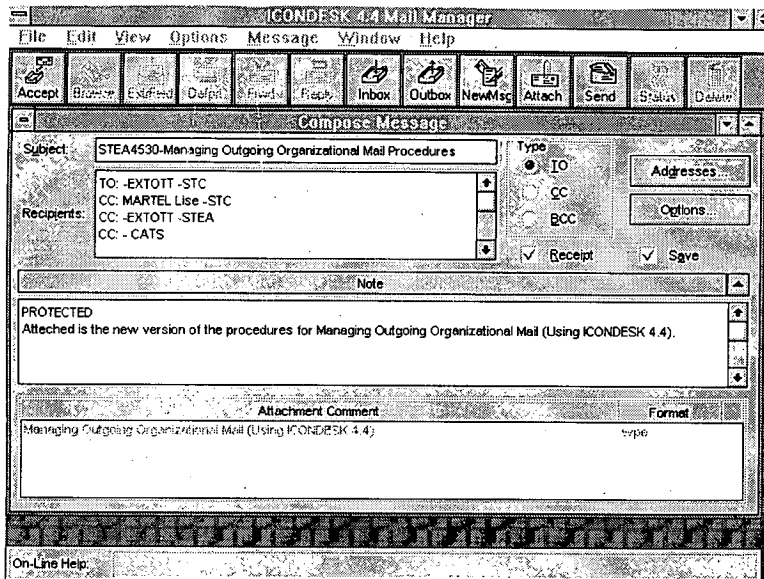 ICONDESK 4.4 Mail Manager
File Edit View Options Message Window Help
Accept Browse Inbox Outbox NewMsg Attach Send Status Delete
Compose Message
Subject: STEA4530-Managing Outgoing Organizational Mail Procedures
Type
TO
CC
BCC
Addresses...
Options...
Recipients:
TO: -EXTOTT -STC
CC: MARTEL Lise -STC
CC: -EXTOTT -STEA
CC: - CATS
Receipt Save
Note
PROTECTED
Atteched is the new version of the procedures for Managing Outgoing Organizational Mail (Using ICONDESK 4.4).
Attachment Comment Format
Managing Outgoing Organizational Mail (Using ICONDESK 4.4) type
On-Line Help: